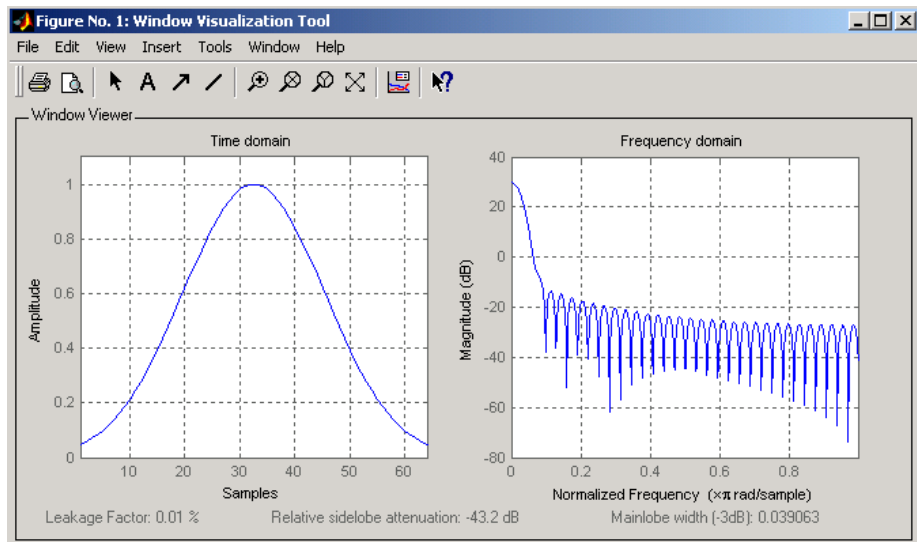 Figure No. 1: Window Visualization Tool
File Edit View Insert Tools Window Help
A
Window Viewer
Time domain
Amplitude
1
0.8
0.6
0.4
0.2
0
10 20 30 40 50 60
Samples
Frequency domain
Magnitude (dB)
40
20
0
-20
-40
-60
-80
0 0.2 0.4 0.6 0.8
Normalized Frequency (×π rad/sample)
Leakage Factor: 0.01 % Relative sidelobe attenuation: -43.2 dB Mainlobe width (-3dB): 0.039063